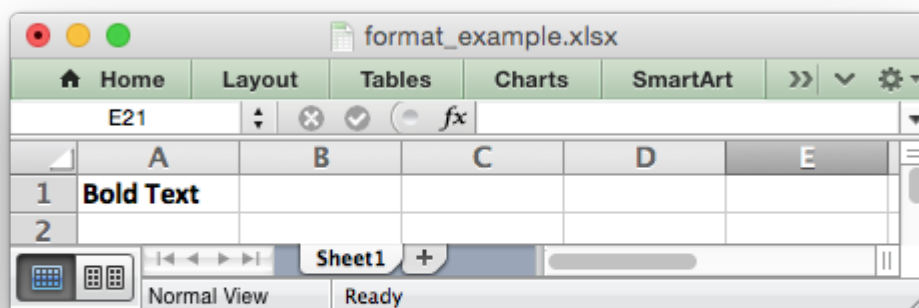 format_example.xlsx
Home Layout Tables Charts SmartArt
E21 fx
A B C D E
1 Bold Text
2
Sheet1
Normal View Ready